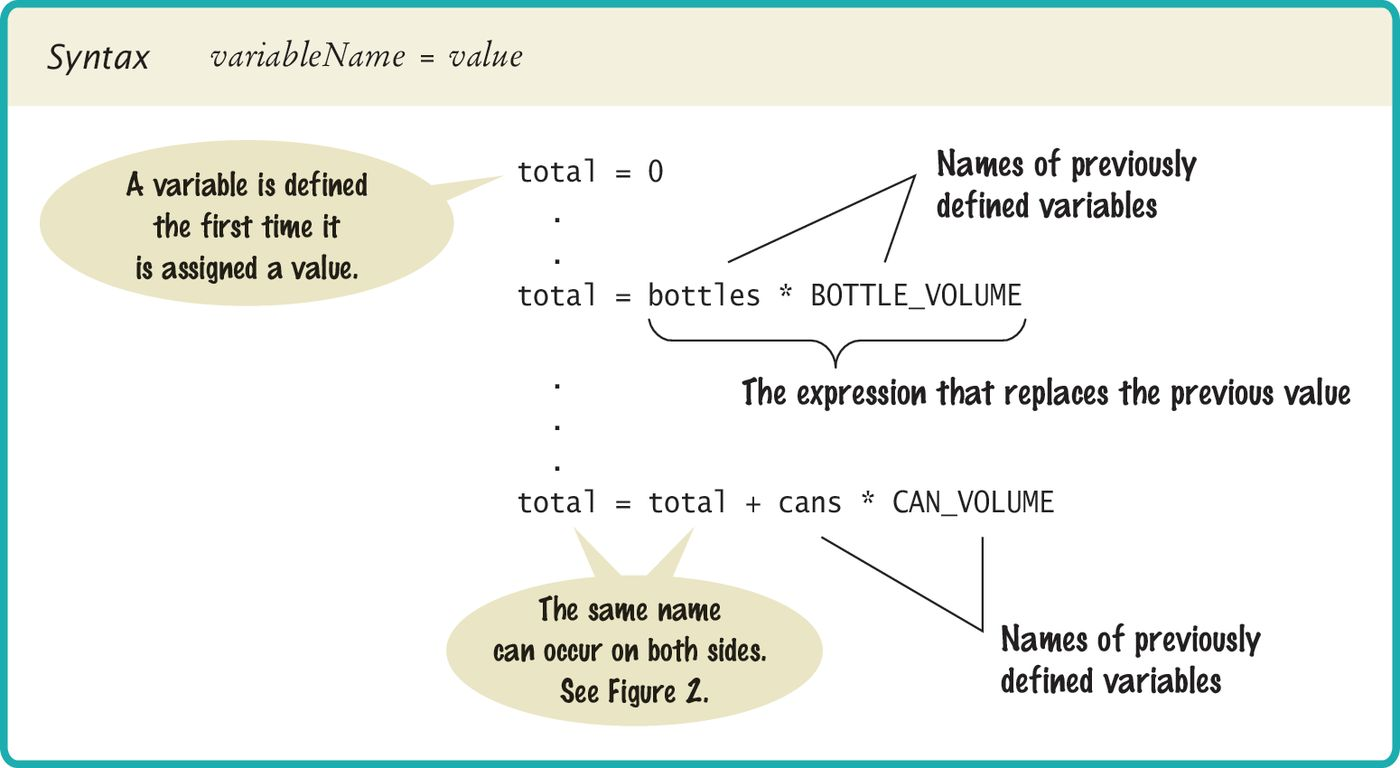 Syntax variableName = value
A variable is defined
the first time it
is assigned a value.
total = 0
.
.
total = bottles * BOTTLE_VOLUME
Names of previously
defined variables
The expression that replaces the previous value
.
.
.
total = total + cans * CAN_VOLUME
The same name
can occur on both sides.
See Figure 2.
Names of previously
defined variables